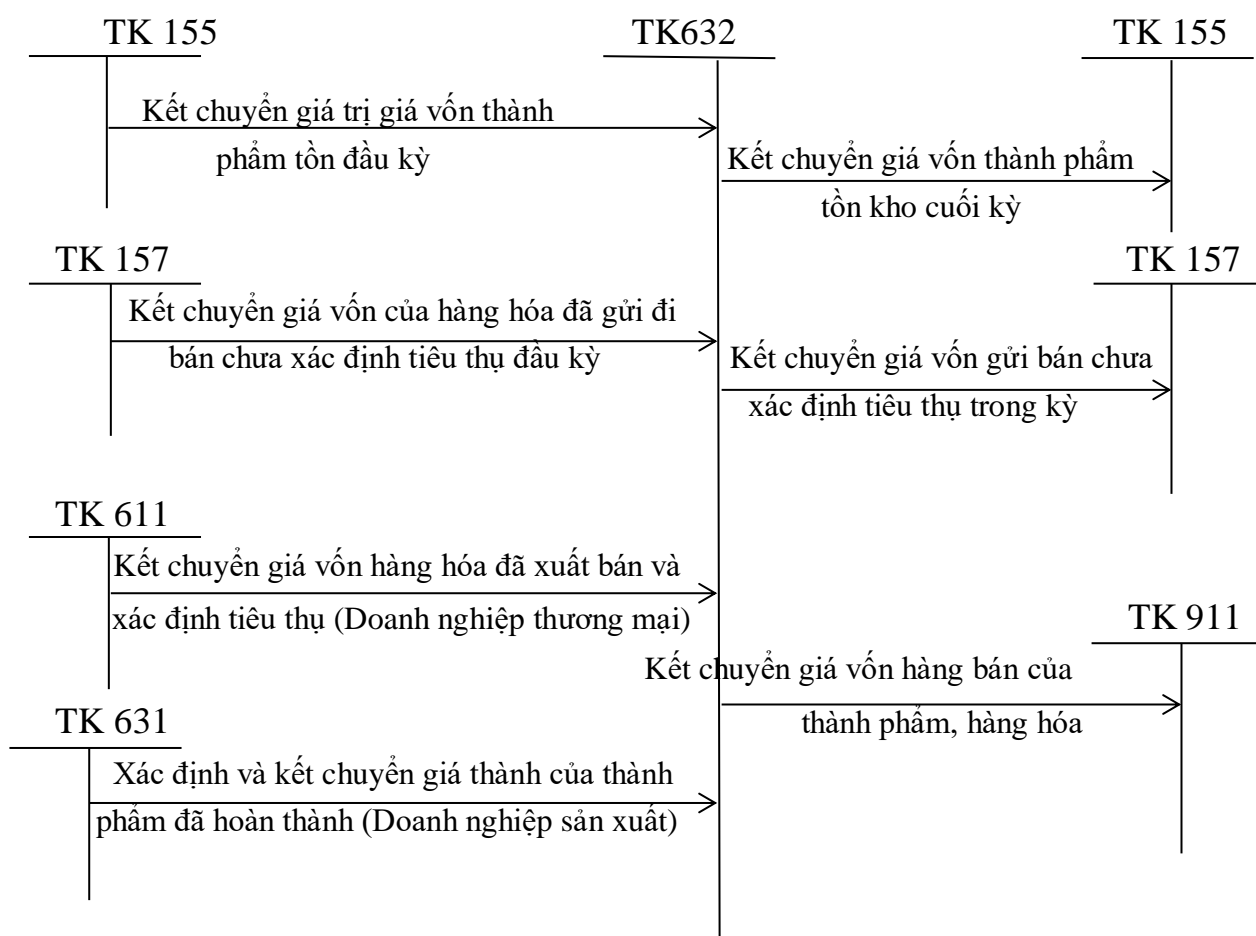 TK 155
TK632
TK 155
Kết chuyển giá trị giá vốn thành
phẩm tồn đầu kỳ
Kết chuyển giá vốn thành phẩm
tồn kho cuối kỳ
TK 157
TK 157
Kết chuyển giá vốn của hàng hóa đã gửi đi
bán chưa xác định tiêu thụ đầu kỳ
Kết chuyển giá vốn gửi bán chưa
xác định tiêu thụ trong kỳ
TK 611
Kết chuyển giá vốn hàng hóa đã xuất bán và
xác định tiêu thụ (Doanh nghiệp thương mại)
TK 911
Kết chuyển giá vốn hàng bán của
thành phẩm, hàng hóa
TK 631
Xác định và kết chuyển giá thành của thành
phẩm đã hoàn thành (Doanh nghiệp sản xuất)